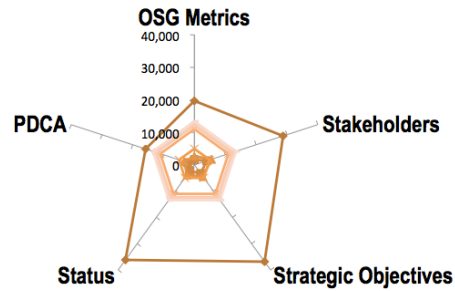 OSG Metrics
40,000
30,000
20,000
10,000
0
PDCA
Stakeholders
Status
Strategic Objectives